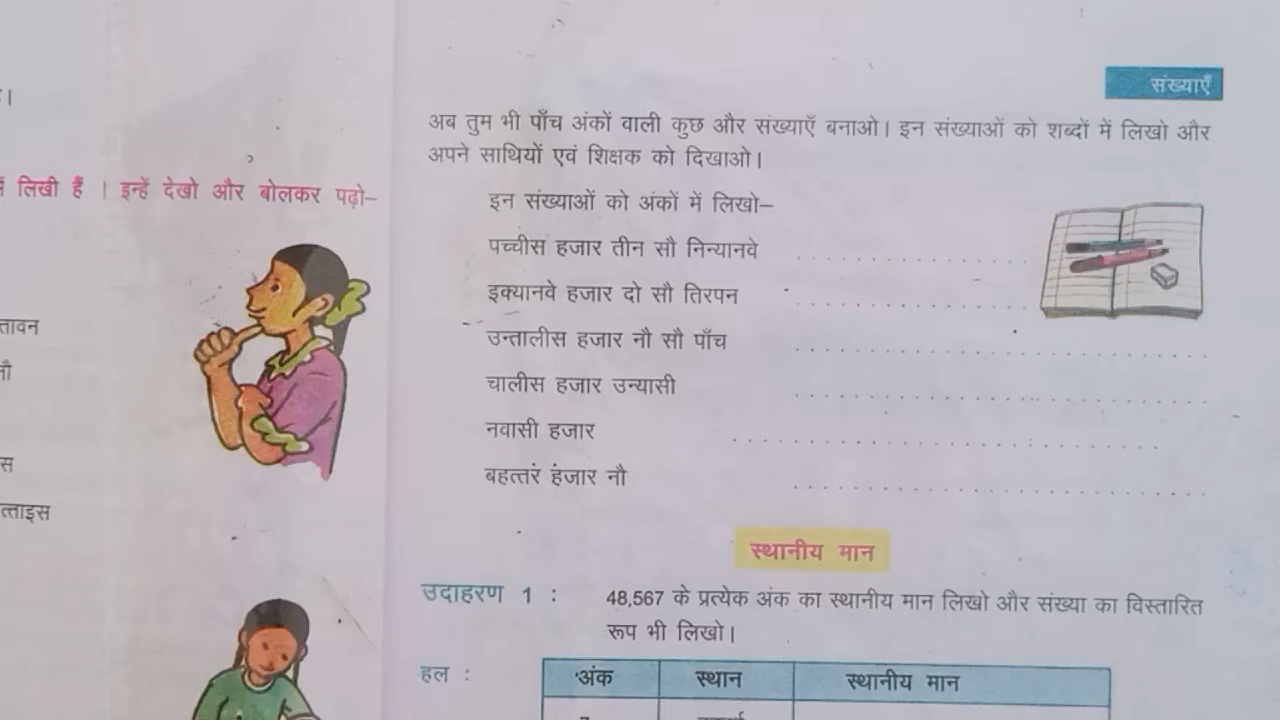 संख्याएँ
अब तुम भी पाँच अंकों वाली कुछ और संख्याएँ बनाओ। इन संख्याओं को शब्दों में लिखो और
अपने साथियों एवं शिक्षक को दिखाओ।
लिखी हैं । इन्हें देखो और बोलकर पढ़ो–
इन संख्याओं को अंकों में लिखो–
पच्चीस हजार तीन सौ निन्यानवे
इक्यानवे हजार दो सौ तिरपन
उन्तालीस हजार नौ सौ पाँच
चालीस हजार उन्यासी
नवासी हजार
बहत्तर हजार नौ
स्थानीय मान
उदाहरण 1 : 48,567 के प्रत्येक अंक का स्थानीय मान लिखो और संख्या का विस्तारित
रूप भी लिखो।
हल :
अंक स्थान स्थानीय मान